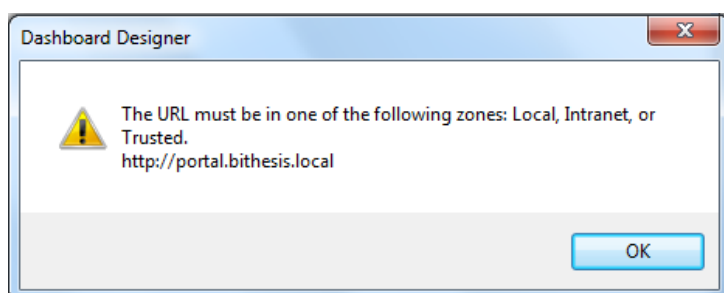 Dashboard Designer
The URL must be in one of the following zones: Local, Intranet, or
Trusted.
http://portal.bithesis.local
OK